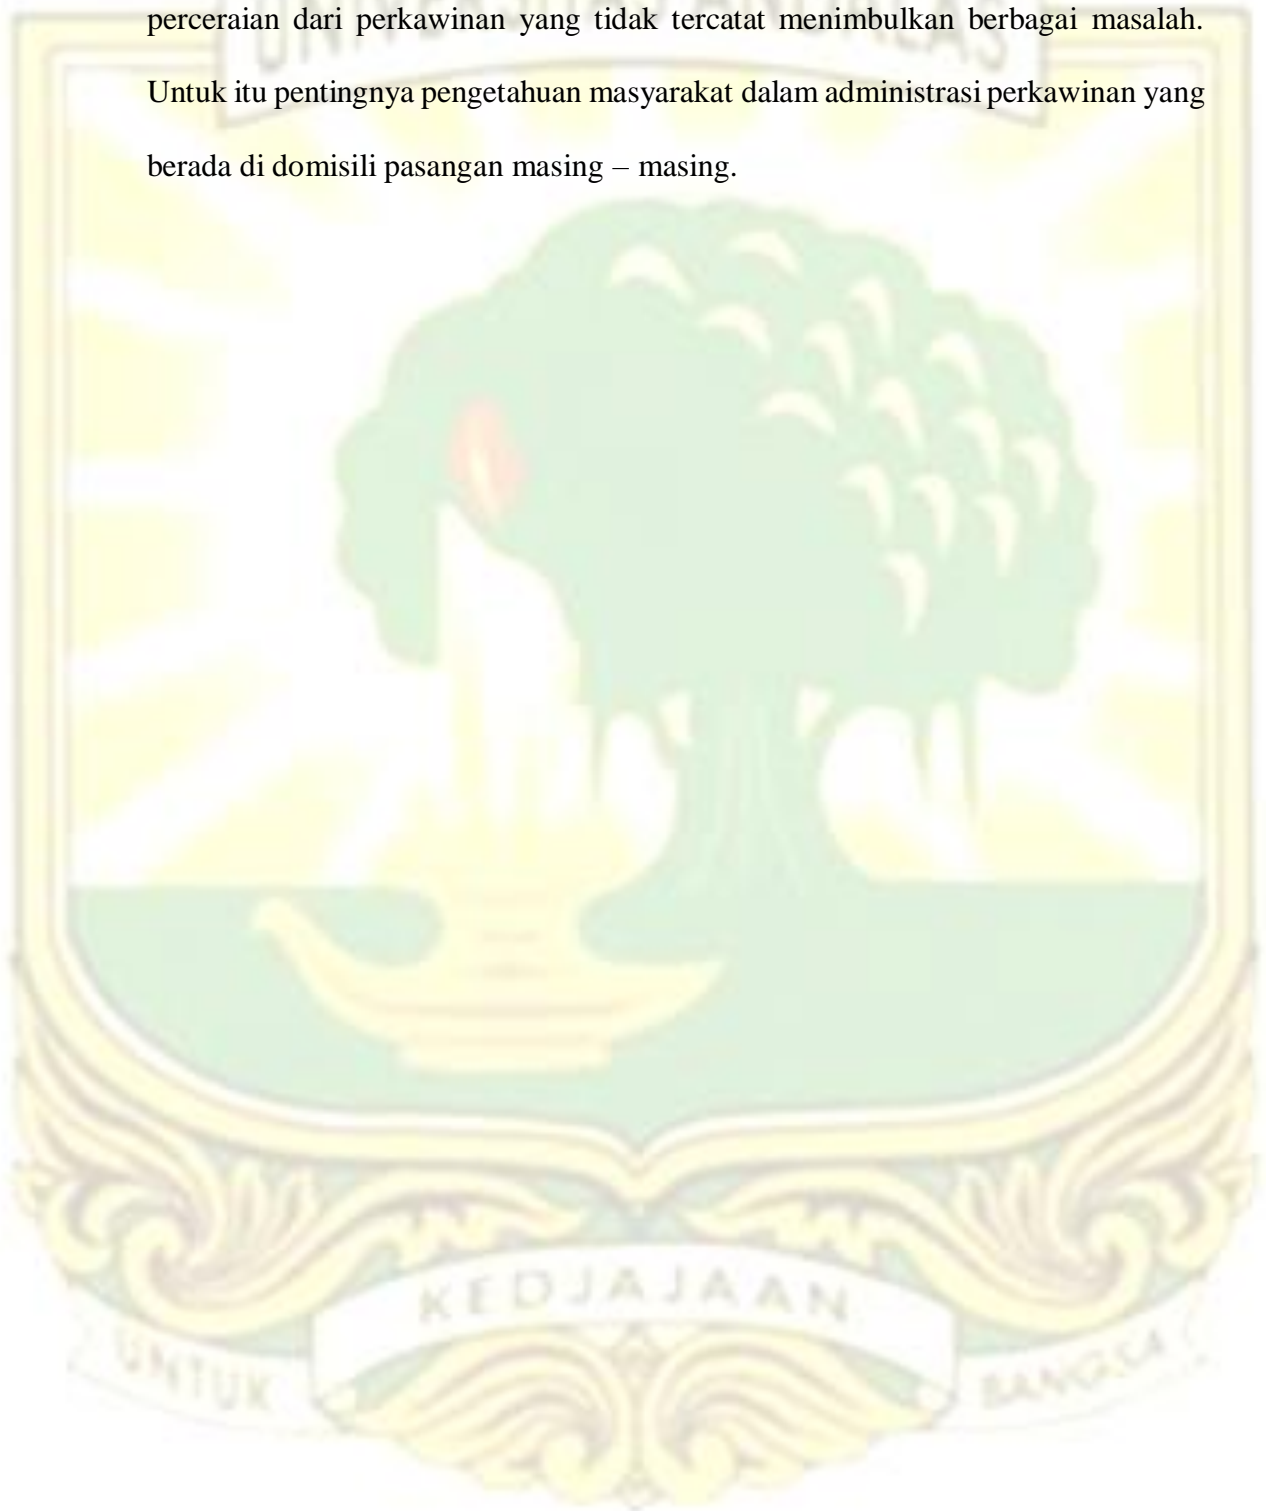 perceraian dari perkawinan yang tidak tercatat menimbulkan berbagai masalah.
Untuk itu pentingnya pengetahuan masyarakat dalam administrasi perkawinan yang
berada di domisili pasangan masing – masing.
KEDJAJAAN
UNTUK
BANGSA